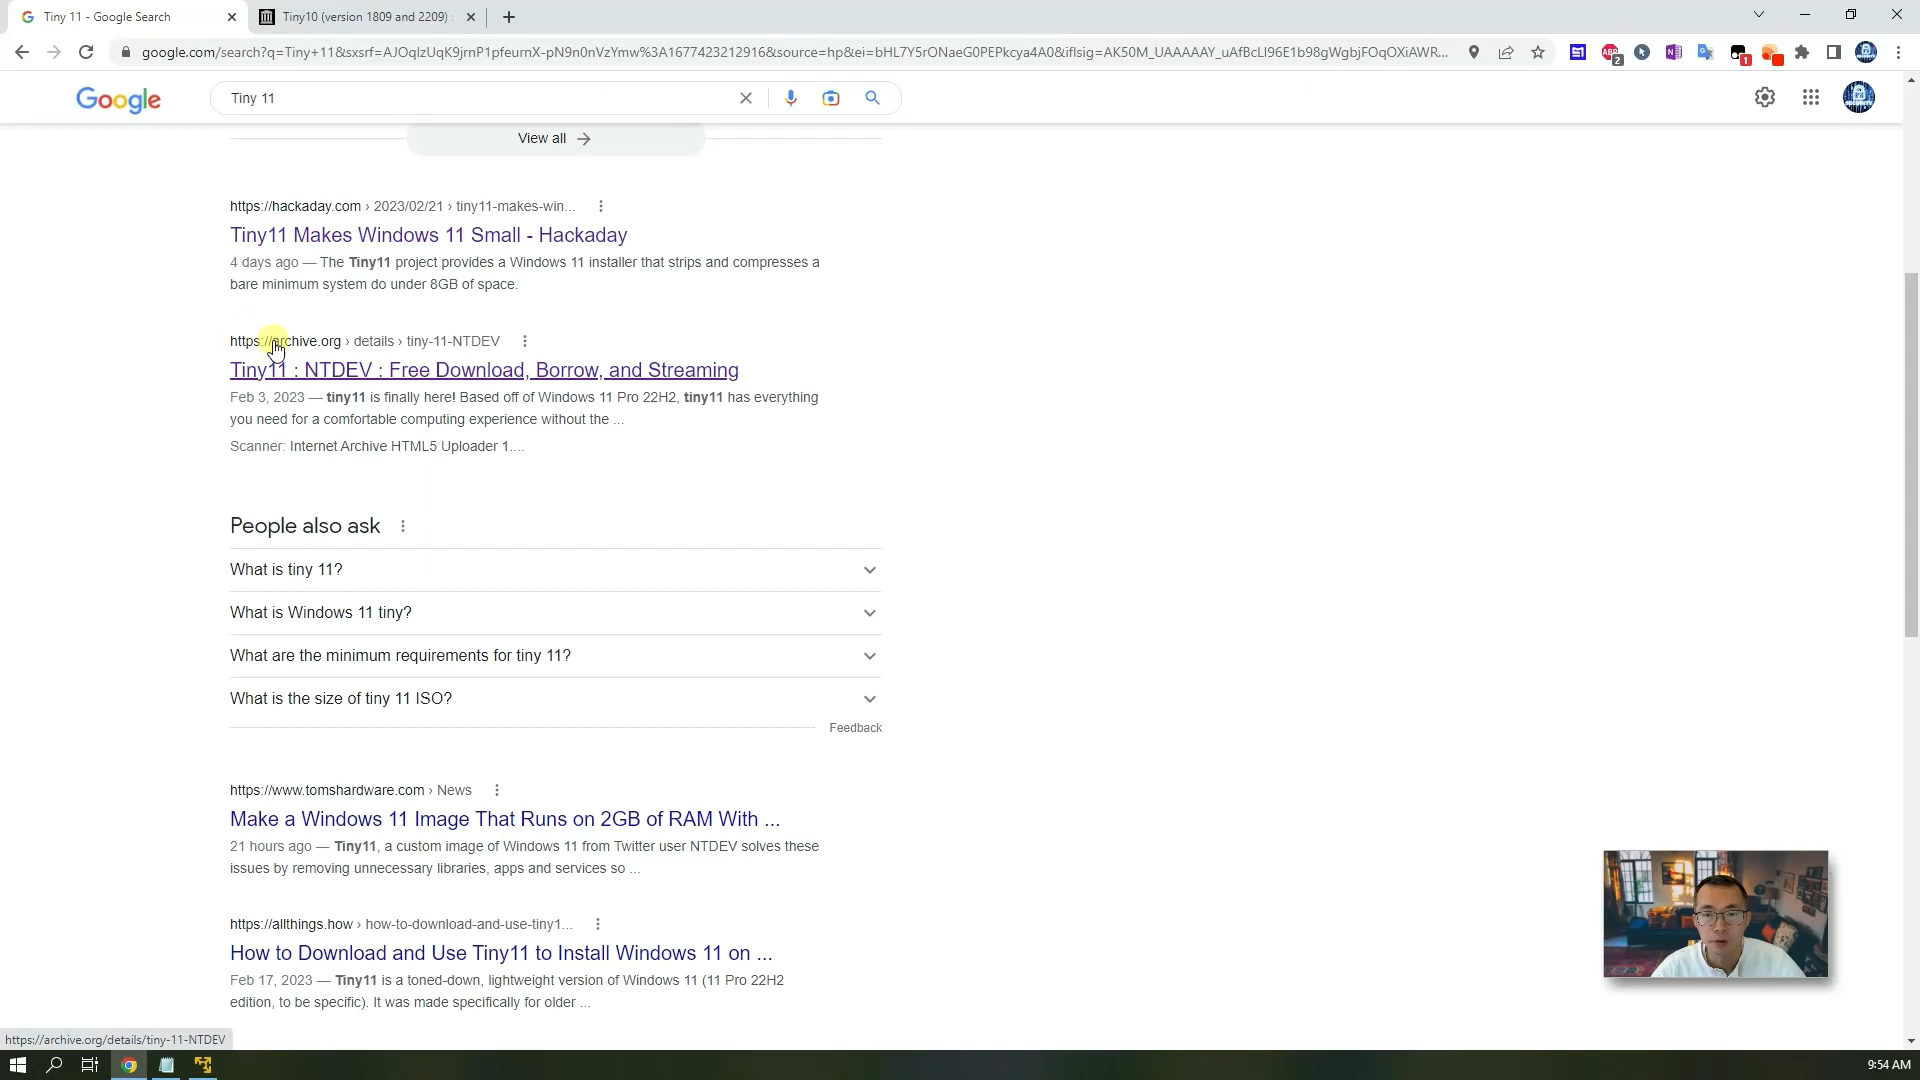 Tiny 11 - Google Search
Tiny10 (version 1809 and 2209) :
google.com/search?q=Tiny+11&sxsrf=AJOqlzUqK9jrnP1pfeurnX-pN9n0nVzYmw%3A1677423212916&source=hp&ei=bHL7Y5rONaeG0PEPkcya4A0&iflsig=AK50M_UAAAAAY_uAfBcLl96E1b98gWgbjFOqOXiAWR...
Google
Tiny 11
View all
https://hackaday.com › 2023/02/21 › tiny11-makes-win...
Tiny11 Makes Windows 11 Small - Hackaday
4 days ago — The Tiny11 project provides a Windows 11 installer that strips and compresses a
bare minimum system do under 8GB of space.
https://archive.org › details › tiny-11-NTDEV
Tiny11 : NTDEV : Free Download, Borrow, and Streaming
Feb 3, 2023 — tiny11 is finally here! Based off of Windows 11 Pro 22H2, tiny11 has everything
you need for a comfortable computing experience without the ...
Scanner: Internet Archive HTML5 Uploader 1....
People also ask
What is tiny 11?
What is Windows 11 tiny?
What are the minimum requirements for tiny 11?
What is the size of tiny 11 ISO?
Feedback
https://www.tomshardware.com › News
Make a Windows 11 Image That Runs on 2GB of RAM With ...
21 hours ago — Tiny11, a custom image of Windows 11 from Twitter user NTDEV solves these
issues by removing unnecessary libraries, apps and services so ...
https://allthings.how › how-to-download-and-use-tiny1...
How to Download and Use Tiny11 to Install Windows 11 on ...
Feb 17, 2023 — Tiny11 is a toned-down, lightweight version of Windows 11 (11 Pro 22H2
edition, to be specific). It was made specifically for older ...
https://archive.org/details/tiny-11-NTDEV
9:54 AM